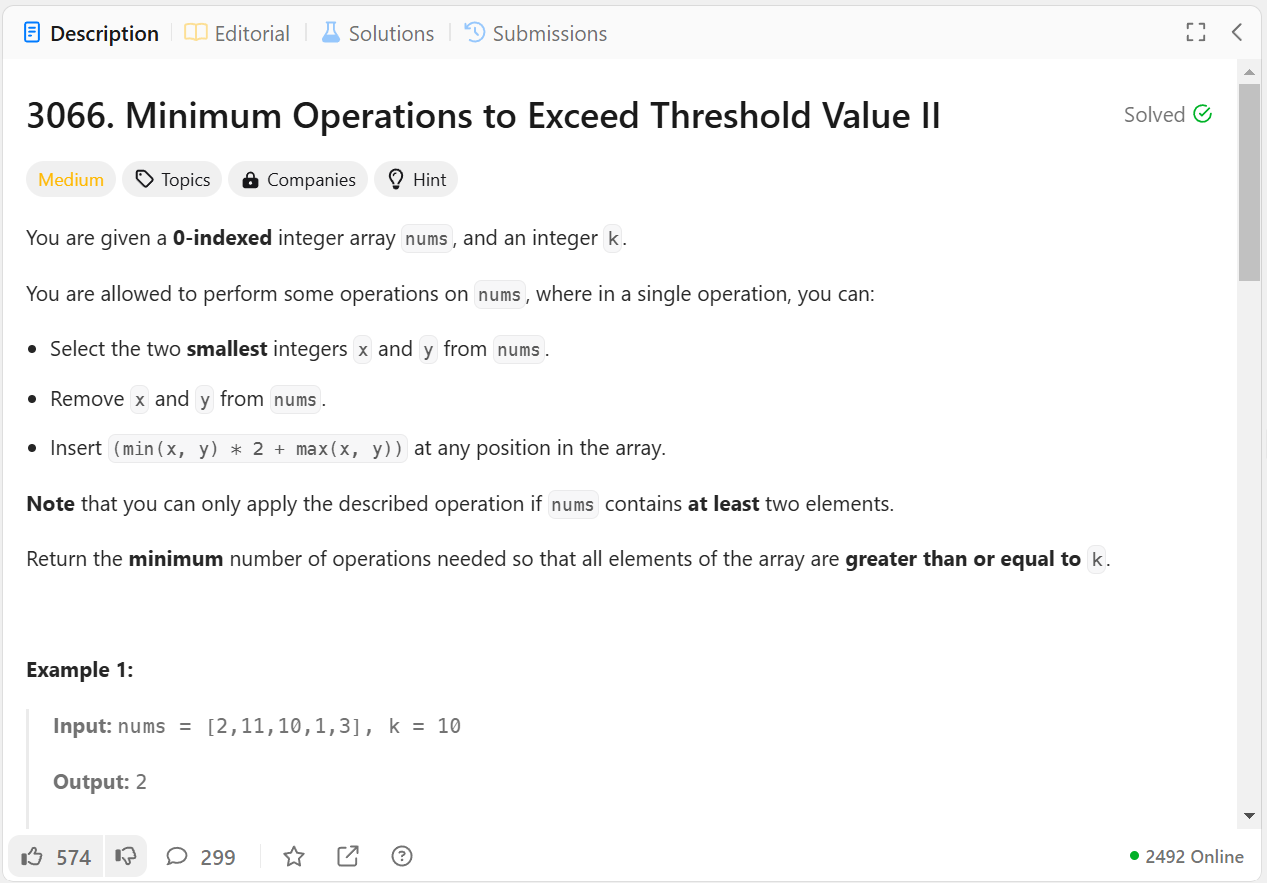 Description Editorial Solutions Submissions
3066. Minimum Operations to Exceed Threshold Value II
Solved
Medium Topics Companies Hint
You are given a 0-indexed integer array nums, and an integer k.
You are allowed to perform some operations on nums, where in a single operation, you can:
• Select the two smallest integers x and y from nums.
• Remove x and y from nums.
• Insert (min(x, y) * 2 + max(x, y)) at any position in the array.
Note that you can only apply the described operation if nums contains at least two elements.
Return the minimum number of operations needed so that all elements of the array are greater than or equal to k.
Example 1:
Input: nums = [2,11,10,1,3], k = 10
Output: 2
574 299 2492 Online